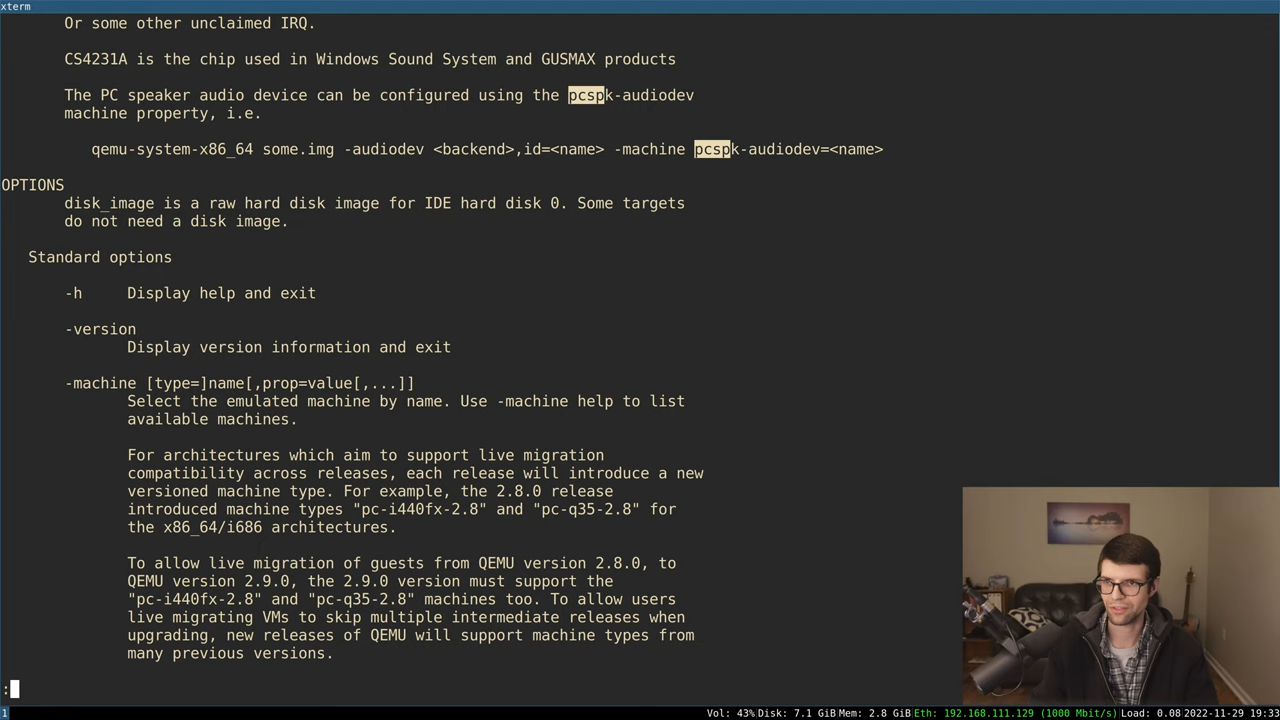 xterm
Or some other unclaimed IRQ.
CS4231A is the chip used in Windows Sound System and GUSMAX products
The PC speaker audio device can be configured using the pcspk-audiodev
machine property, i.e.
qemu-system-x86_64 some.img -audiodev <backend>,id=<name> -machine pcspk-audiodev=<name>
OPTIONS
disk_image is a raw hard disk image for IDE hard disk 0. Some targets
do not need a disk image.
Standard options
-h Display help and exit
-version
Display version information and exit
-machine [type=]name[,prop=value[,...]]
Select the emulated machine by name. Use -machine help to list
available machines.
For architectures which aim to support live migration
compatibility across releases, each release will introduce a new
versioned machine type. For example, the 2.8.0 release
introduced machine types "pc-i440fx-2.8" and "pc-q35-2.8" for
the x86_64/i686 architectures.
To allow live migration of guests from QEMU version 2.8.0, to
QEMU version 2.9.0, the 2.9.0 version must support the
"pc-i440fx-2.8" and "pc-q35-2.8" machines too. To allow users
live migrating VMs to skip multiple intermediate releases when
upgrading, new releases of QEMU will support machine types from
many previous versions.
:
1 Vol: 43% Disk: 7.1 GiB Mem: 2.8 GiB Eth: 192.168.111.129 (1000 Mbit/s) Load: 0.08 2022-11-29 19:33